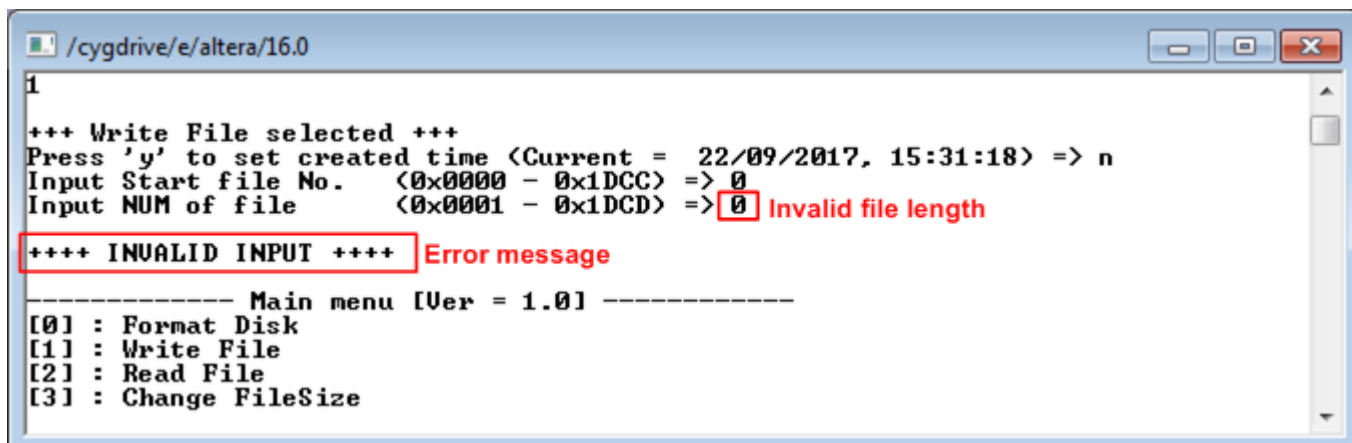 /cygdrive/e/altera/16.0
1
+++ Write File selected +++
Press 'y' to set created time (Current =  22/09/2017, 15:31:18) => n
Input Start file No.   (0x0000 - 0x1DCC) => 0
Input NUM of file      (0x0001 - 0x1DCD) => 0 Invalid file length
++++ INVALID INPUT ++++ Error message
------------- Main menu [Ver = 1.0] ------------
[0] : Format Disk
[1] : Write File
[2] : Read File
[3] : Change FileSize